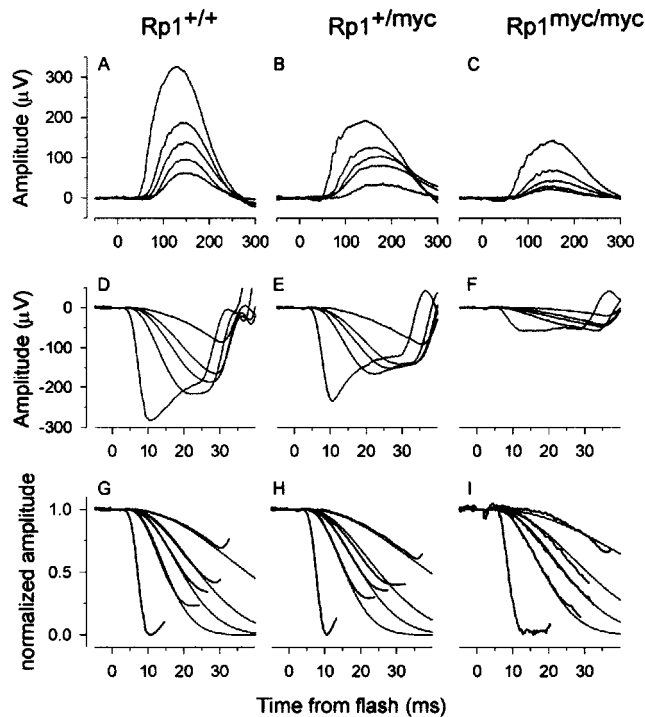 Rp1+/+ Rp1+/myc Rp1myc/myc
A B C
Amplitude (μV)
300
200
100
0
0 100 200 300 0 100 200 300 0 100 200 300
D E F
Amplitude (μV)
0
-100
-200
-300
0 10 20 30 0 10 20 30 0 10 20 30
G H I
normalized amplitude
1.0
0.5
0.0
0 10 20 30 0 10 20 30 0 10 20 30
Time from flash (ms)